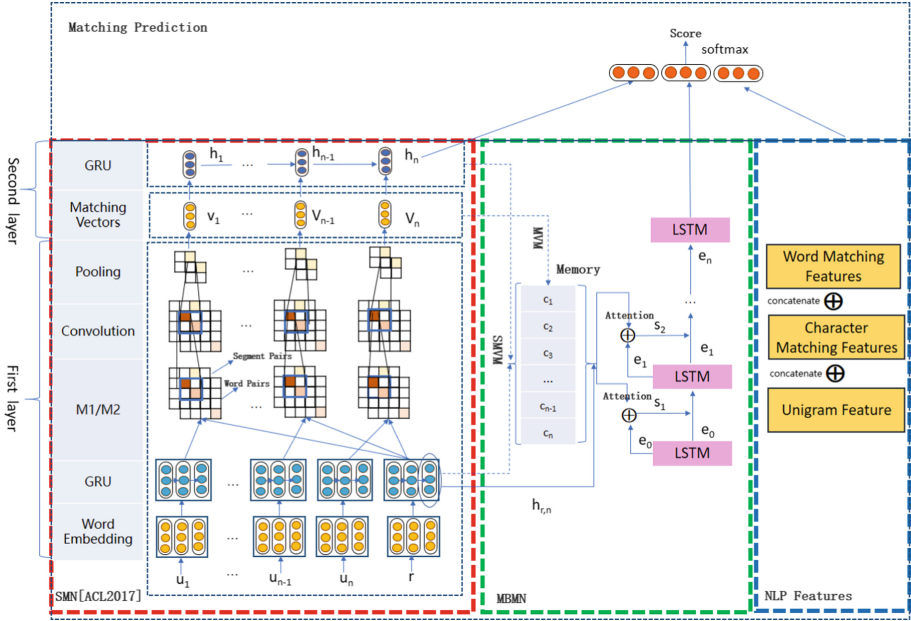 Matching Prediction
Score
softmax
Second layer
First layer
GRU
h1
...
hn-1
hn
Matching
Vectors
v1
...
Vn-1
Vn
Pooling
...
Convolution
...
Segment Pairs
Word Pairs
M1/M2
...
...
GRU
...
Word
Embedding
...
u1
...
un-1
un
r
SMN[ACL2017]
MVM
SMVM
Memory
c1
c2
c3
...
cn-1
cn
hr,n
LSTM
en
...
Attention
s2
e1
e1
LSTM
Attention
s1
e0
e0
LSTM
MBMN
Word Matching
Features
concatenate
Character
Matching Features
concatenate
Unigram Feature
NLP Features